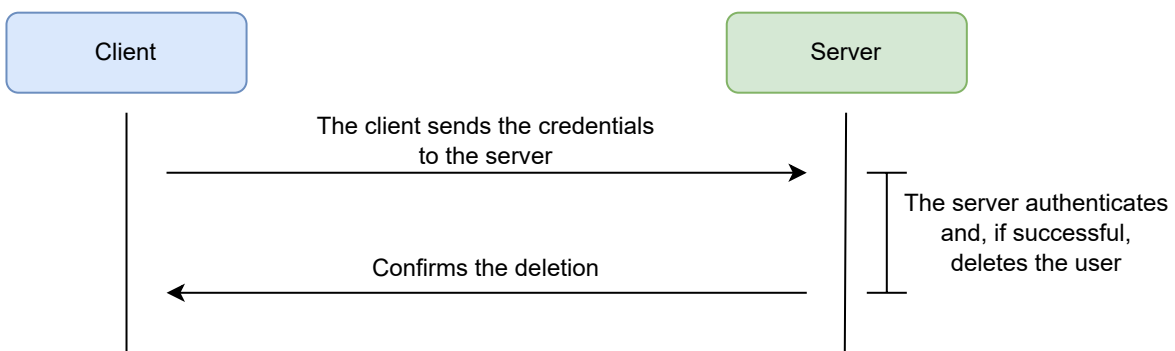 Client
Server
The client sends the credentials
to the server
The server authenticates
and, if successful,
deletes the user
Confirms the deletion